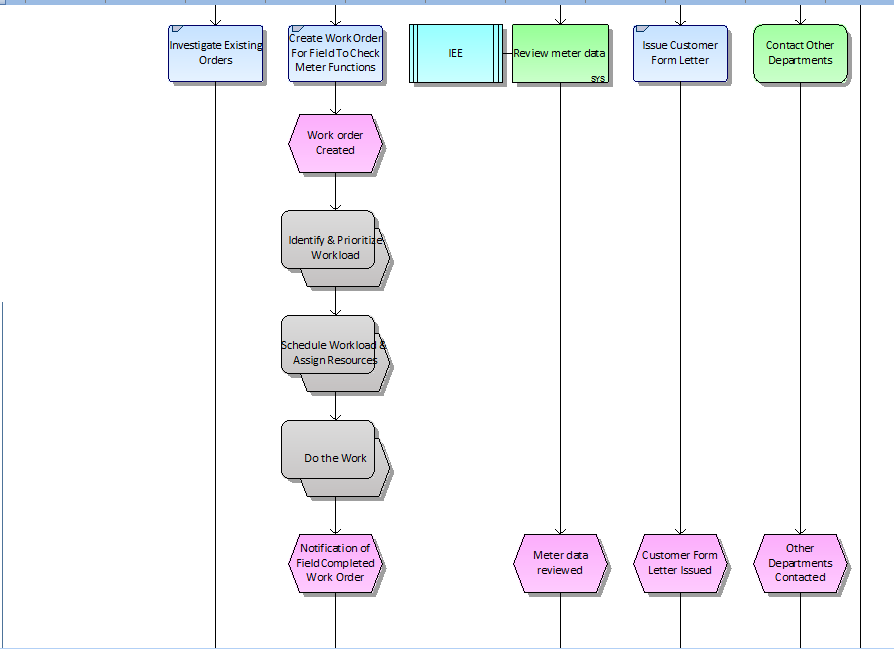 Investigate Existing
Orders
Create Work Order
For Field To Check
Meter Functions
IEE
Review meter data
SYS
Issue Customer
Form Letter
Contact Other
Departments
Work order
Created
Identify & Prioritize
Workload
Schedule Workload &
Assign Resources
Do the Work
Notification of
Field Completed
Work Order
Meter data
reviewed
Customer Form
Letter Issued
Other
Departments
Contacted